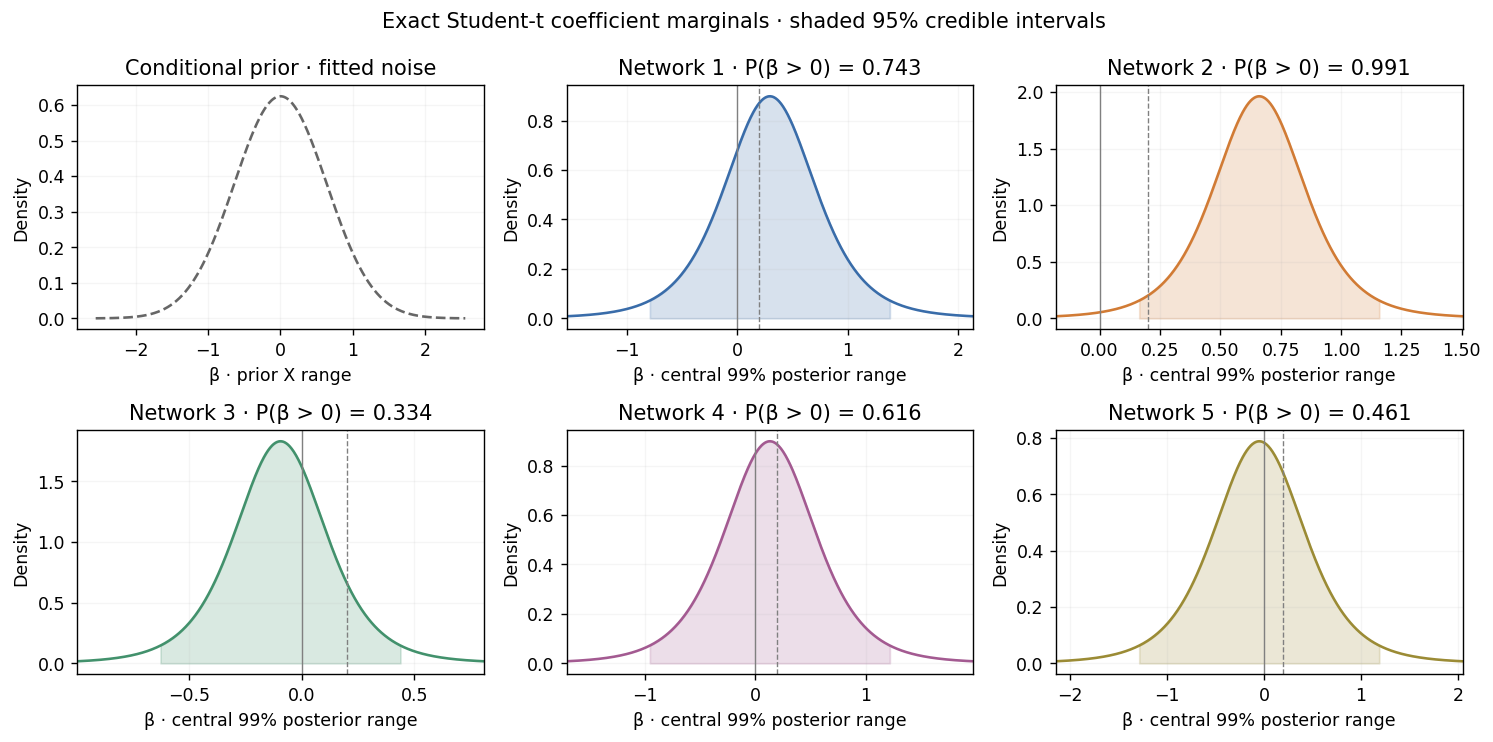 Exact Student-t coefficient marginals · shaded 95% credible intervals
Conditional prior · fitted noise
Density
0.6
0.5
0.4
0.3
0.2
0.1
0.0
−2 −1 0 1 2
β · prior X range
Network 1 · P(β > 0) = 0.743
Density
0.8
0.6
0.4
0.2
0.0
−1 0 1 2
β · central 99% posterior range
Network 2 · P(β > 0) = 0.991
Density
2.0
1.5
1.0
0.5
0.0
0.00 0.25 0.50 0.75 1.00 1.25 1.50
β · central 99% posterior range
Network 3 · P(β > 0) = 0.334
Density
1.5
1.0
0.5
0.0
−0.5 0.0 0.5
β · central 99% posterior range
Network 4 · P(β > 0) = 0.616
Density
0.8
0.6
0.4
0.2
0.0
−1 0 1
β · central 99% posterior range
Network 5 · P(β > 0) = 0.461
Density
0.8
0.6
0.4
0.2
0.0
−2 −1 0 1 2
β · central 99% posterior range